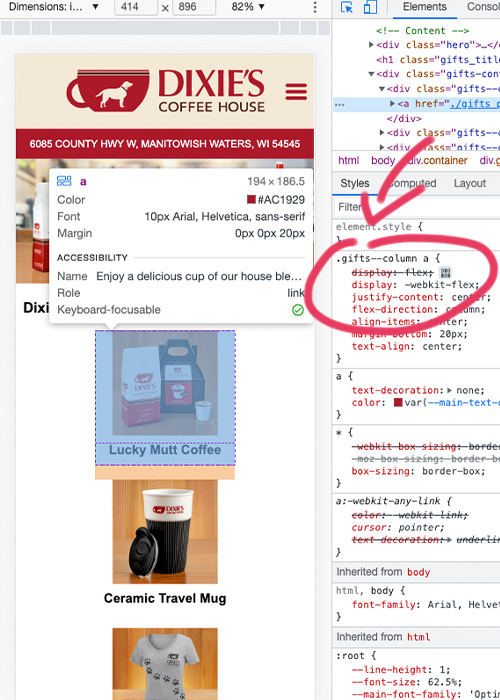 Dimensions: i...
414
×
896
82%
Elements
DIXIE'S
COFFEE HOUSE
6085 COUNTY HWY W, MANITOWISH WATERS, WI 54545
a
194 × 186.5
Color
#AC1929
Font
10px Arial, Helvetica, sans-serif
Margin
0px 0px 20px
ACCESSIBILITY
Name
Enjoy a delicious cup of our house ble...
Role
link
Keyboard-focusable
Dixi
Lucky Mutt Coffee
Ceramic Travel Mug
<!-- Content -->
<div class="hero">…</
<h1 class="gifts_title
<div class="gifts-cont
<div class="gifts--c
...
<a href="./gifts_p
</div>
<div class="gifts--c
<div class="gifts--c
html body div.container div.g
Styles
Computed
Layout
Filter
element.style {
}
.gifts--column a {
display: flex;
display: -webkit-flex;
justify-content: center;
flex-direction: column;
align-items: center;
margin-bottom: 20px;
text-align: center;
}
a {
text-decoration: none;
color: var(--main-text-c
}
* {
-webkit-box-sizing: border
-moz-box-sizing: border-bo
box-sizing: border-box;
}
a:-webkit-any-link {
color: -webkit-link;
cursor: pointer;
text-decoration: underlin
}
Inherited from body
html, body {
font-family: Arial, Helvet
}
Inherited from html
:root {
--line-height: 1;
--font-size: 62.5%;
--main-font-family: 'Opti